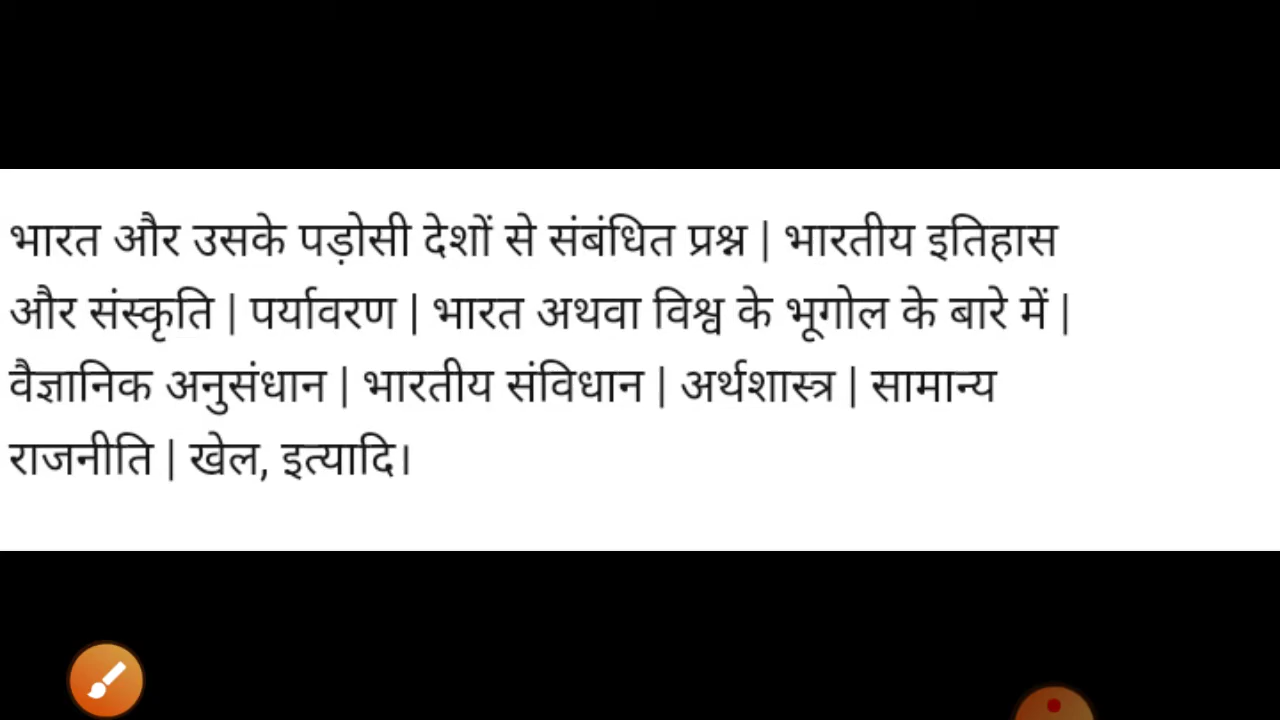 भारत और उसके पड़ोसी देशों से संबंधित प्रश्न | भारतीय इतिहास
और संस्कृति | पर्यावरण | भारत अथवा विश्व के भूगोल के बारे में |
वैज्ञानिक अनुसंधान | भारतीय संविधान | अर्थशास्त्र | सामान्य
राजनीति | खेल, इत्यादि।